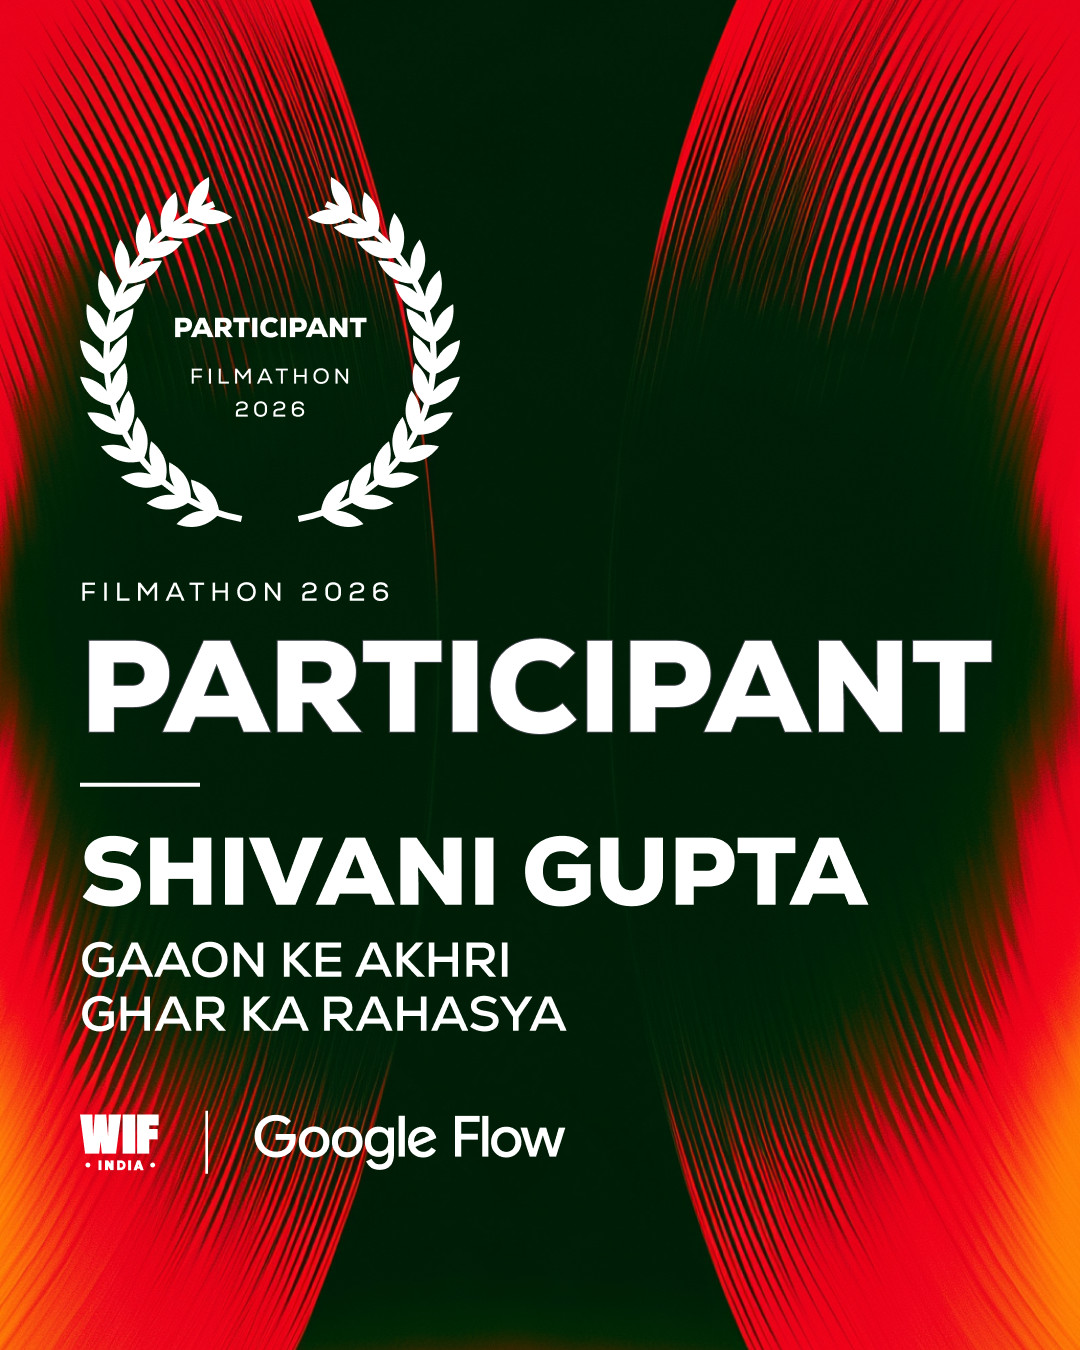 PARTICIPANT
FILMATHON
2026
FILMATHON 2026
PARTICIPANT
SHIVANI GUPTA
GAAON KE AKHRI
GHAR KA RAHASYA
WIF
• INDIA •
Google Flow